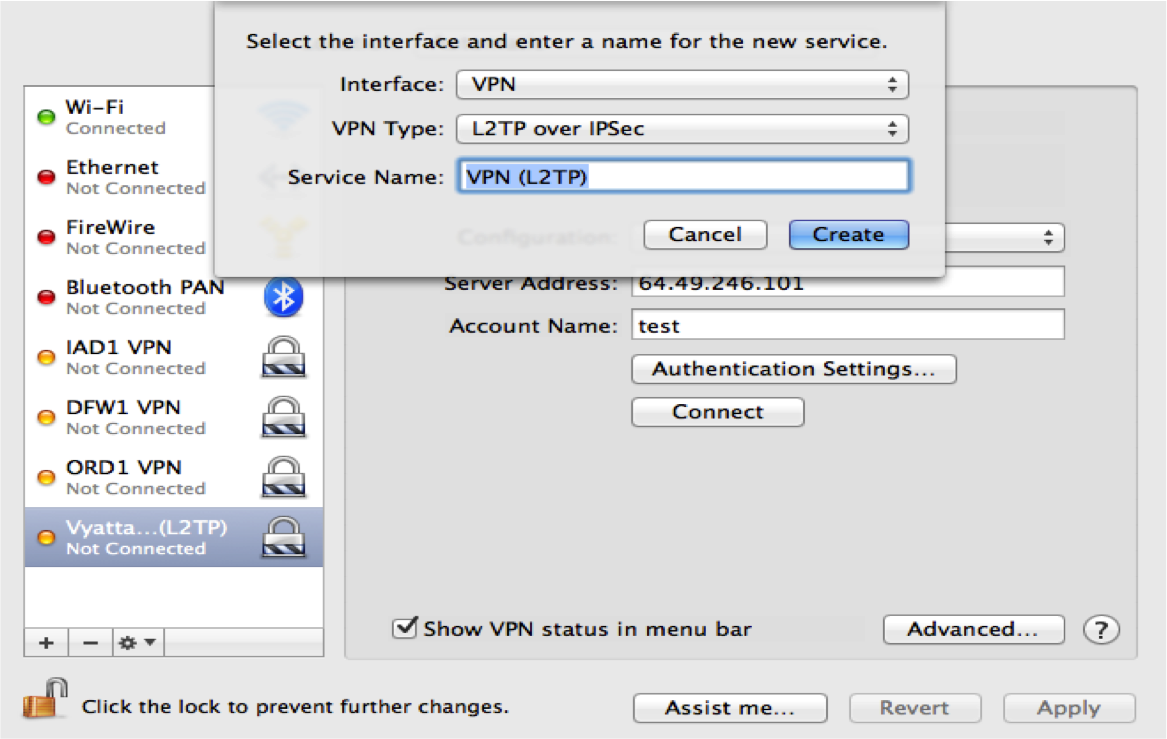 Select the interface and enter a name for the new service.
Interface: VPN
VPN Type: L2TP over IPSec
Service Name: VPN (L2TP)
Cancel Create
Wi-Fi
Connected
Ethernet
Not Connected
FireWire
Not Connected
Bluetooth PAN
Not Connected
IAD1 VPN
Not Connected
DFW1 VPN
Not Connected
ORD1 VPN
Not Connected
Vyatta...(L2TP)
Not Connected
Configuration:
Server Address: 64.49.246.101
Account Name: test
Authentication Settings...
Connect
Show VPN status in menu bar
Advanced... ?
Click the lock to prevent further changes.
Assist me... Revert Apply